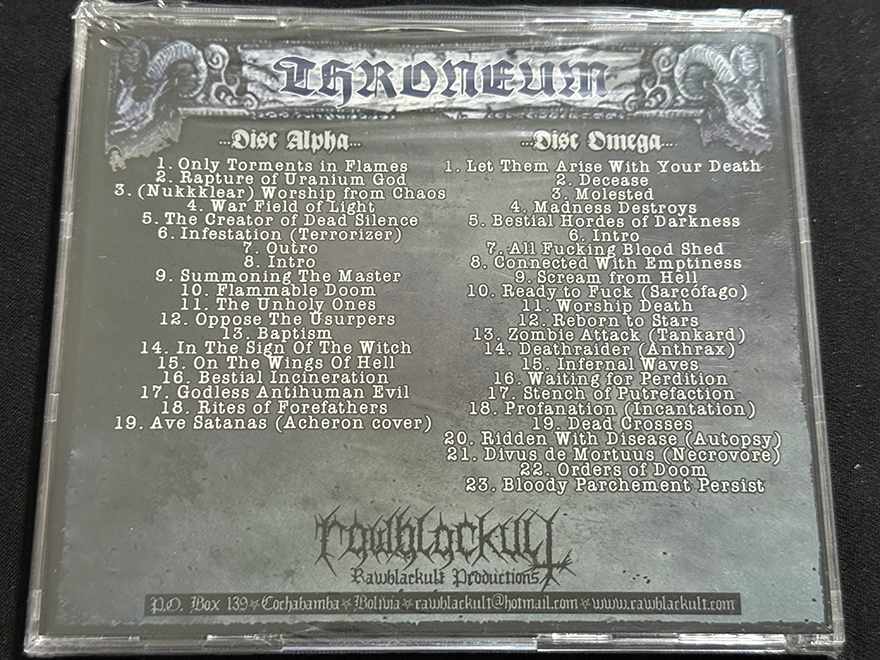 THRONEUM
...Disc Alpha...
1. Only Torments in Flames
2. Rapture of Uranium God
3. (Nukkklear) Worship from Chaos
4. War Field of Light
5. The Creator of Dead Silence
6. Infestation (Terrorizer)
7. Outro
8. Intro
9. Summoning The Master
10. Flammable Doom
11. The Unholy Ones
12. Oppose The Usurpers
13. Baptism
14. In The Sign Of The Witch
15. On The Wings Of Hell
16. Bestial Incineration
17. Godless Antihuman Evil
18. Rites of Forefathers
19. Ave Satanas (Acheron cover)
...Disc Omega...
1. Let Them Arise With Your Death
2. Decease
3. Molested
4. Madness Destroys
5. Bestial Hordes of Darkness
6. Intro
7. All Fucking Blood Shed
8. Connected With Emptiness
9. Scream from Hell
10. Ready to Fuck (Sarcófago)
11. Worship Death
12. Reborn to Stars
13. Zombie Attack (Tankard)
14. Deathraider (Anthrax)
15. Infernal Waves
16. Waiting for Perdition
17. Stench of Putrefaction
18. Profanation (Incantation)
19. Dead Crosses
20. Ridden With Disease (Autopsy)
21. Divus de Mortuus (Necrovore)
22. Orders of Doom
23. Bloody Parchement Persist
rawblackult
Rawblackult Productions
P.O. Box 139☆Cochabamba☆Bolivia☆rawblackult@hotmail.com☆www.rawblackult.com